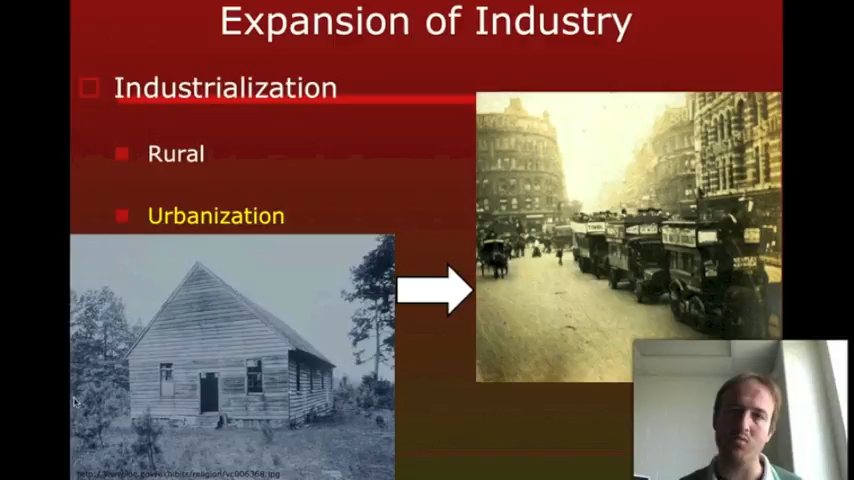 Expansion of Industry
Industrialization
Rural
Urbanization